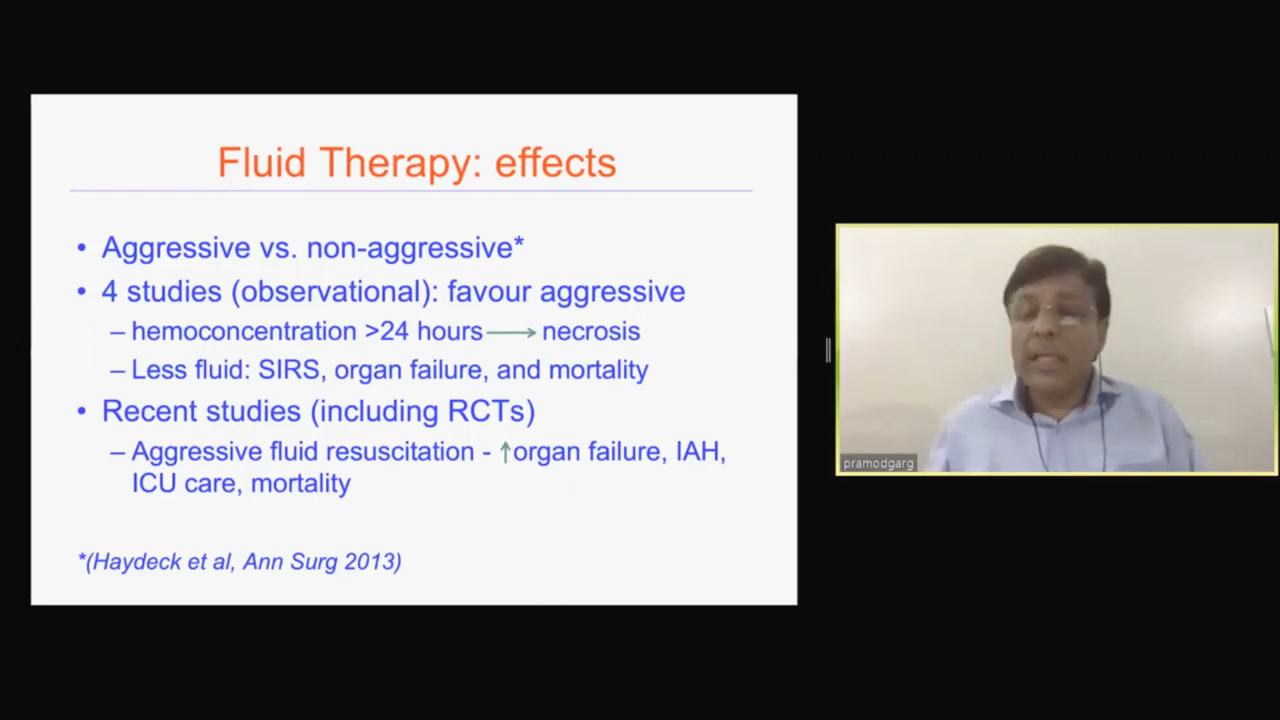 Fluid Therapy: effects
• Aggressive vs. non-aggressive*
• 4 studies (observational): favour aggressive
– hemoconcentration >24 hours → necrosis
– Less fluid: SIRS, organ failure, and mortality
• Recent studies (including RCTs)
– Aggressive fluid resuscitation - ↑organ failure, IAH,
ICU care, mortality
*(Haydeck et al, Ann Surg 2013)
pramodgarg